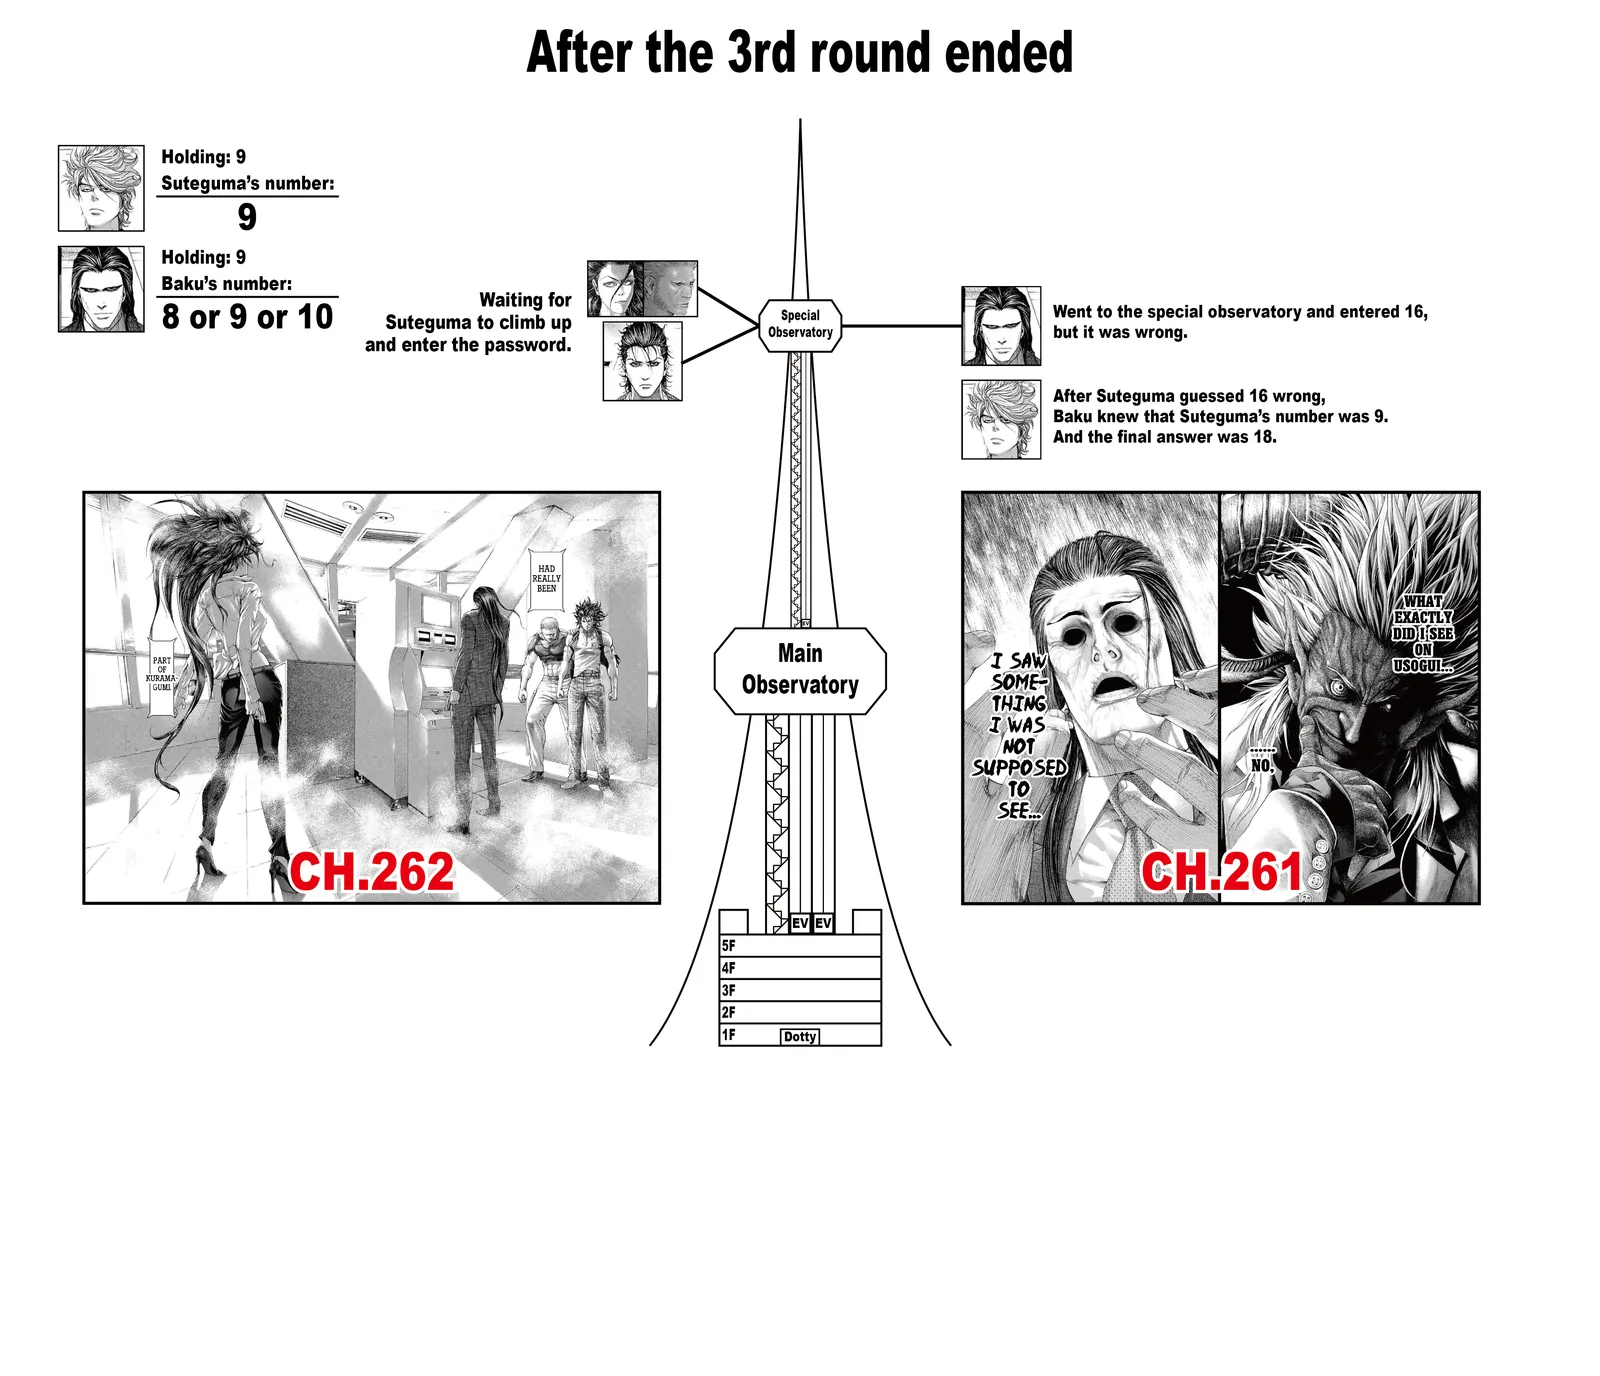 After the 3rd round ended
Holding: 9
Suteguma's number:
9
Holding: 9
Baku's number:
8 or 9 or 10
Waiting for
Suteguma to climb up
and enter the password.
Special
Observatory
Went to the special observatory and entered 16,
but it was wrong.
After Suteguma guessed 16 wrong,
Baku knew that Suteguma's number was 9.
And the final answer was 18.
HAD
REALLY
BEEN
PART
OF
KURAMA-
GUMI
CH.262
EV
Main
Observatory
EV EV
5F
4F
3F
2F
1F
Dotty
I SAW
SOME-
THING
I WAS
NOT
SUPPOSED
TO
SEE...
WHAT
EXACTLY
DID I SEE
ON
USOGUI...
......
NO,
CH.261